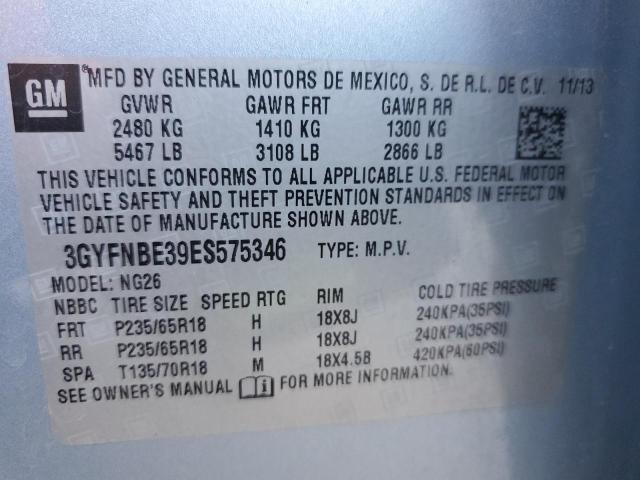 GM
®MFD BY GENERAL MOTORS DE MEXICO, S. DE R.L. DE C.V. 11/13
GVWR GAWR FRT GAWR RR
2480 KG 1410 KG 1300 KG
5467 LB 3108 LB 2866 LB
THIS VEHICLE CONFORMS TO ALL APPLICABLE U.S. FEDERAL MOTOR
VEHICLE SAFETY AND THEFT PREVENTION STANDARDS IN EFFECT ON
THE DATE OF MANUFACTURE SHOWN ABOVE.
3GYFNBE39ES575346 TYPE: M.P.V.
MODEL: NG26
NBBC TIRE SIZE SPEED RTG RIM COLD TIRE PRESSURE
FRT P235/65R18 H 18X8J 240KPA(35PSI)
RR P235/65R18 H 18X8J 240KPA(35PSI)
SPA T135/70R18 M 18X4.5B 420KPA(60PSI)
SEE OWNER'S MANUAL FOR MORE INFORMATION.